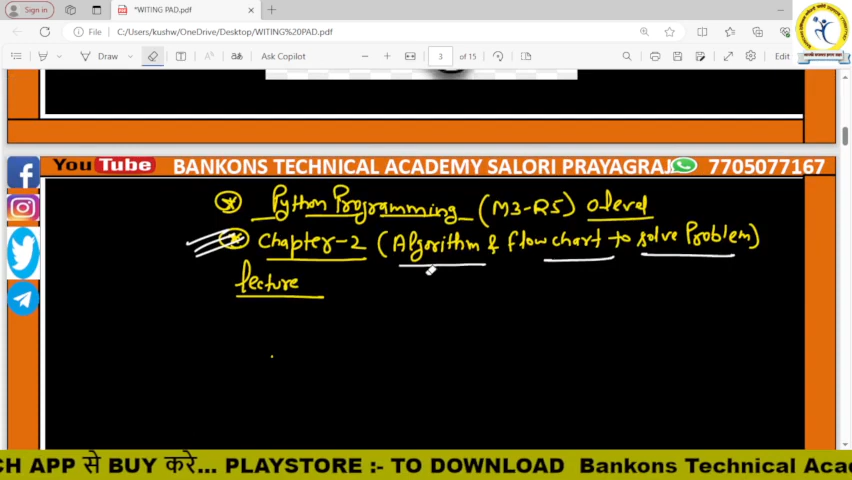 Sign in
*WITING PAD.pdf
File
C:/Users/kushw/OneDrive/Desktop/WITING%20PAD.pdf
Draw
Ask Copilot
3 of 15
Edit
YouTube BANKONS TECHNICAL ACADEMY SALORI PRAYAGRAJ 7705077167
Python Programming (M3-R5) O level
Chapter-2 (Algorithm & flow chart to solve Problem)
lecture
CH APP से BUY करे... PLAYSTORE :- TO DOWNLOAD Bankons Technical Aca